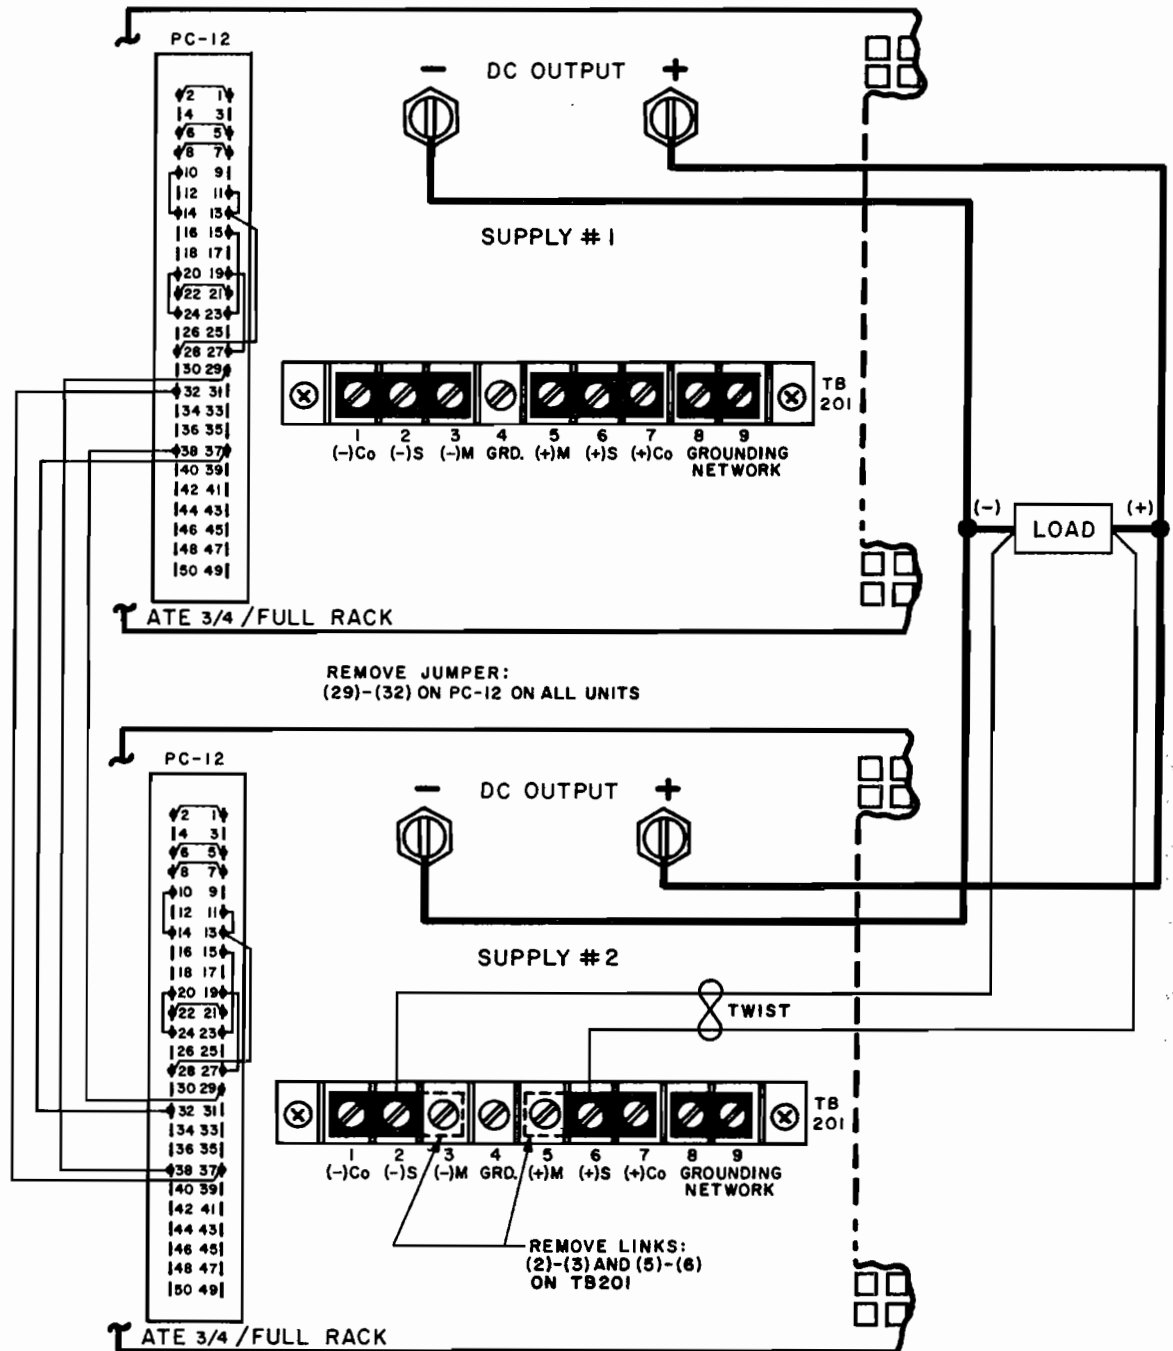 PC-12
2 1
4 3
6 5
8 7
10 9
12 11
14 13
16 15
18 17
20 19
22 21
24 23
26 25
28 27
30 29
32 31
34 33
36 35
38 37
40 39
42 41
44 43
46 45
48 47
50 49
− DC OUTPUT +
SUPPLY #1
TB
201
1 2 3 4 5 6 7 8 9
(-)Co (-)S (-)M GRD. (+)M (+)S (+)Co GROUNDING
NETWORK
(-) LOAD (+)
ATE 3/4 /FULL RACK
REMOVE JUMPER:
(29)-(32) ON PC-12 ON ALL UNITS
PC-12
2 1
4 3
6 5
8 7
10 9
12 11
14 13
16 15
18 17
20 19
22 21
24 23
26 25
28 27
30 29
32 31
34 33
36 35
38 37
40 39
42 41
44 43
46 45
48 47
50 49
− DC OUTPUT +
SUPPLY #2
TWIST
TB
201
1 2 3 4 5 6 7 8 9
(-)Co (-)S (-)M GRD. (+)M (+)S (+)Co GROUNDING
NETWORK
REMOVE LINKS:
(2)-(3) AND (5)-(6)
ON TB201
ATE 3/4 /FULL RACK